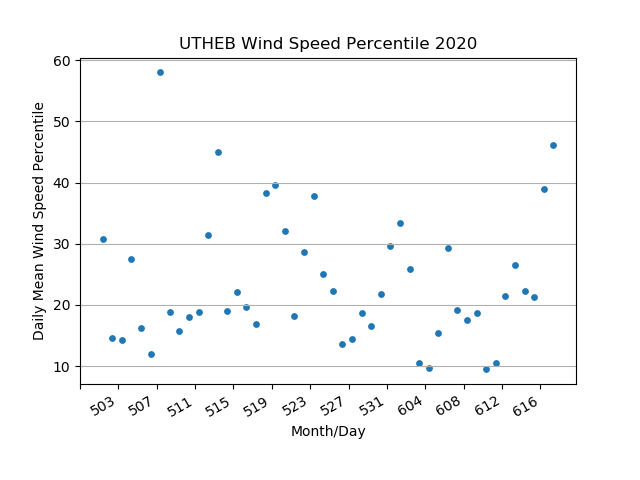 UTHEB Wind Speed Percentile 2020
Daily Mean Wind Speed Percentile
60
50
40
30
20
10
503 507 511 515 519 523 527 531 604 608 612 616
Month/Day